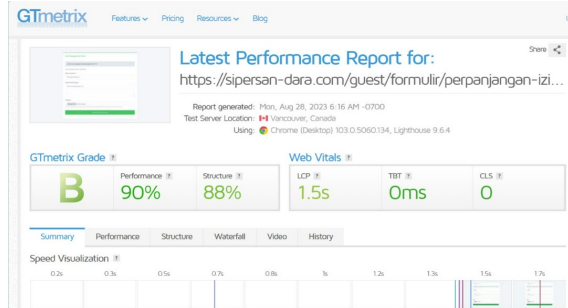 GTmetrix Features Pricing Resources Blog
Latest Performance Report for:
Share
https://sipersan-dara.com/guest/formulir/perpanjangan-izi...
Report generated: Mon, Aug 28, 2023 6:16 AM -0700
Test Server Location: Vancouver, Canada
Using: Chrome (Desktop) 103.0.5060.134, Lighthouse 9.6.4
GTmetrix Grade ?
Web Vitals ?
B
Performance ?
90%
Structure ?
88%
LCP ?
1.5s
TBT ?
0ms
CLS ?
0
Summary Performance Structure Waterfall Video History
Speed Visualization ?
0.2s 0.3s 0.5s 0.7s 0.8s 1s 1.2s 1.3s 1.5s 1.7s